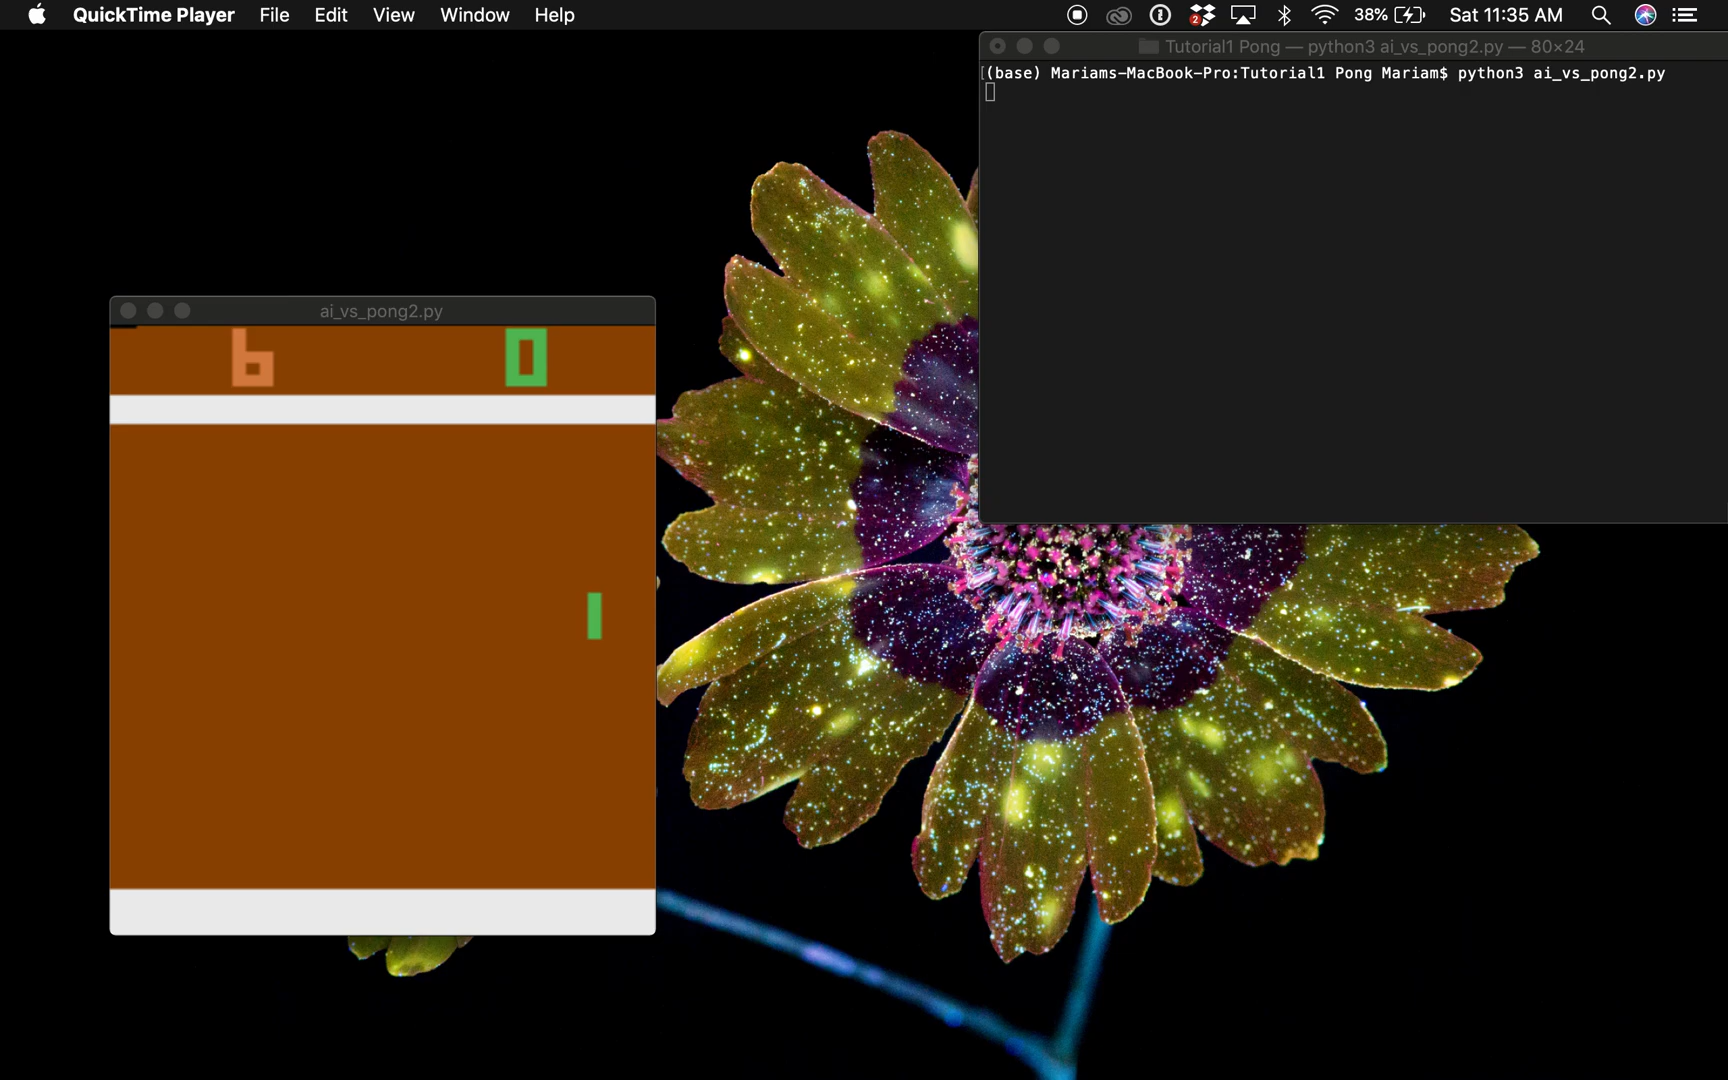 QuickTime Player File Edit View Window Help 2 38% Sat 11:35 AM
Tutorial1 Pong — python3 ai_vs_pong2.py — 80×24
(base) Mariams-MacBook-Pro:Tutorial1 Pong Mariam$ python3 ai_vs_pong2.py
ai_vs_pong2.py
6 0